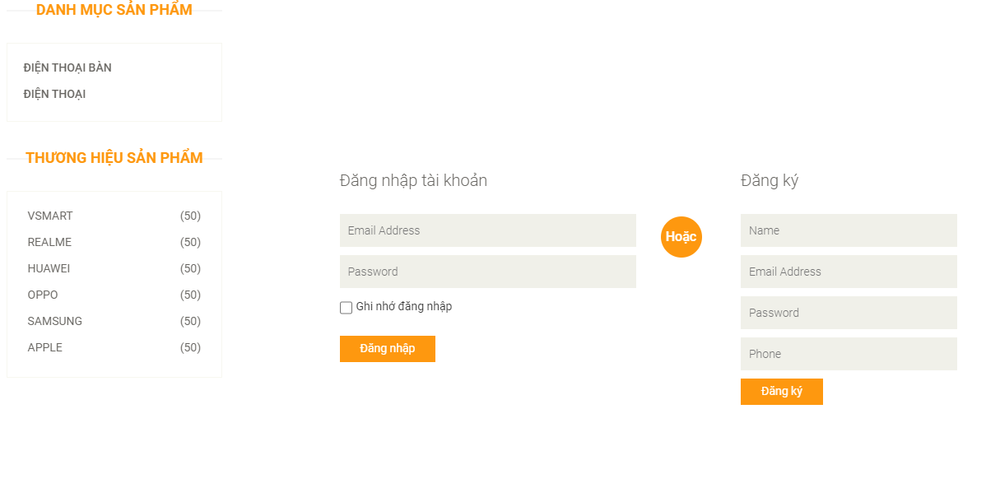 DANH MỤC SẢN PHẨM
ĐIỆN THOẠI BÀN
ĐIỆN THOẠI
THƯƠNG HIỆU SẢN PHẨM
VSMART (50)
REALME (50)
HUAWEI (50)
OPPO (50)
SAMSUNG (50)
APPLE (50)
Đăng nhập tài khoản
Email Address
Password
Ghi nhớ đăng nhập
Đăng nhập
Hoặc
Đăng ký
Name
Email Address
Password
Phone
Đăng ký